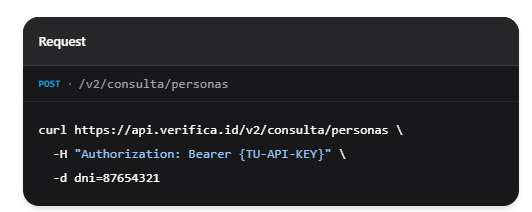 Request
POST · /v2/consulta/personas
curl https://api.verifica.id/v2/consulta/personas \
-H "Authorization: Bearer {TU-API-KEY}" \
-d dni=87654321